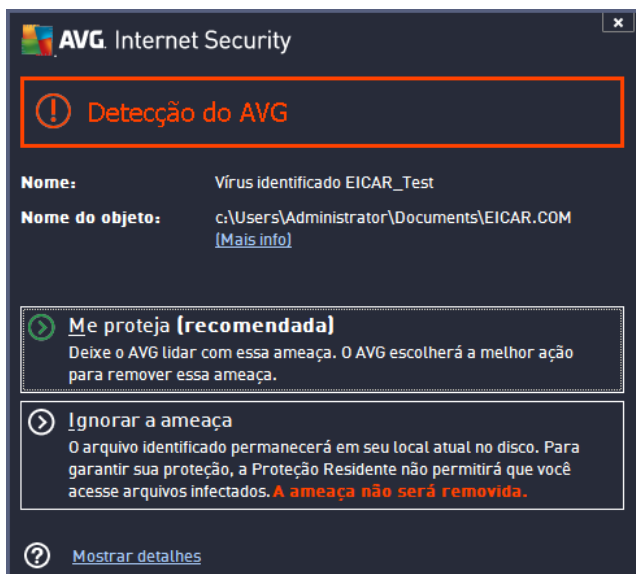 AVG. Internet Security
x
Detecção do AVG
Nome: Vírus identificado EICAR_Test
Nome do objeto: c:\Users\Administrator\Documents\EICAR.COM
(Mais info)
Me proteja (recomendada)
Deixe o AVG lidar com essa ameaça. O AVG escolherá a melhor ação
para remover essa ameaça.
Ignorar a ameaça
O arquivo identificado permanecerá em seu local atual no disco. Para
garantir sua proteção, a Proteção Residente não permitirá que você
acesse arquivos infectados. A ameaça não será removida.
Mostrar detalhes